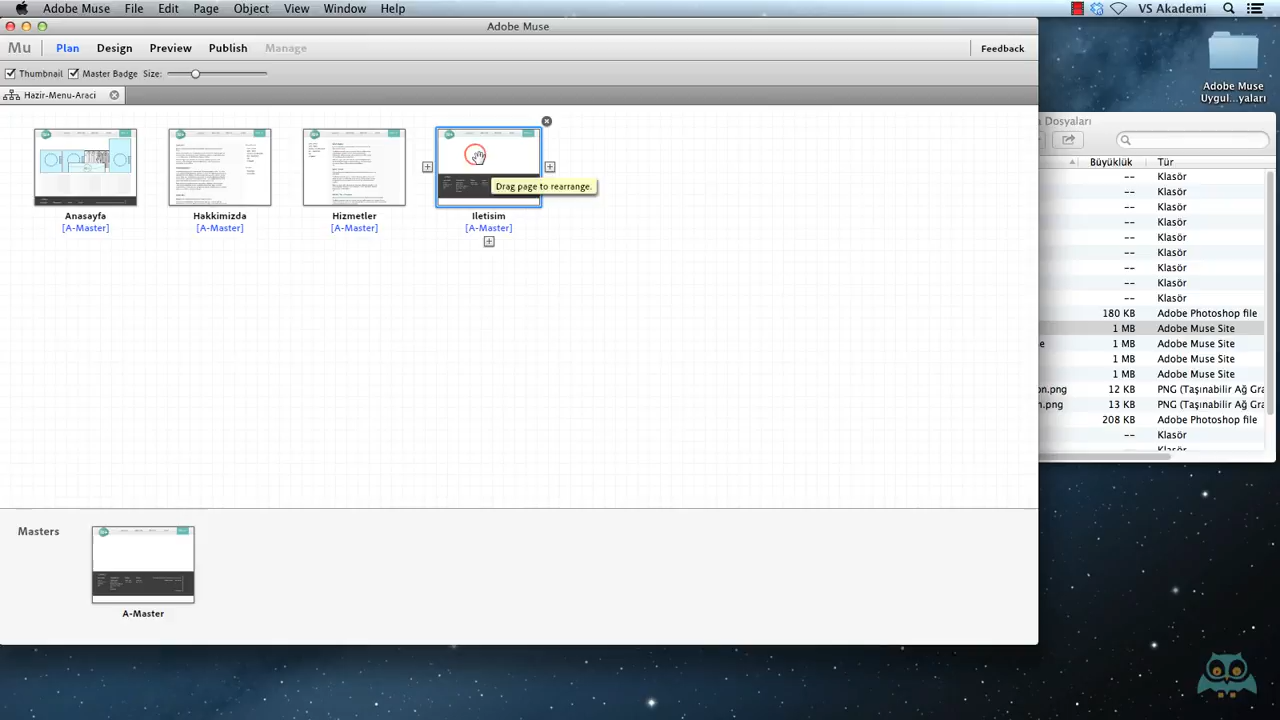 Adobe Muse File Edit Page Object View Window Help VS Akademi
Adobe Muse
Mu Plan Design Preview Publish Manage Feedback
Thumbnail Master Badge Size:
Hazir-Menu-Araci
Adobe Muse
Uygul...yaları
a Dosyaları
Büyüklük Tür
-- Klasör
-- Klasör
-- Klasör
-- Klasör
-- Klasör
-- Klasör
-- Klasör
-- Klasör
-- Klasör
180 KB Adobe Photoshop file
1 MB Adobe Muse Site
e 1 MB Adobe Muse Site
1 MB Adobe Muse Site
1 MB Adobe Muse Site
on.png 12 KB PNG (Taşınabilir Ağ Gra
n.png 13 KB PNG (Taşınabilir Ağ Gra
208 KB Adobe Photoshop file
-- Klasör
-- Klasör
Drag page to rearrange.
Anasayfa Hakkimizda Hizmetler Iletisim
[A-Master] [A-Master] [A-Master] [A-Master]
Masters
A-Master